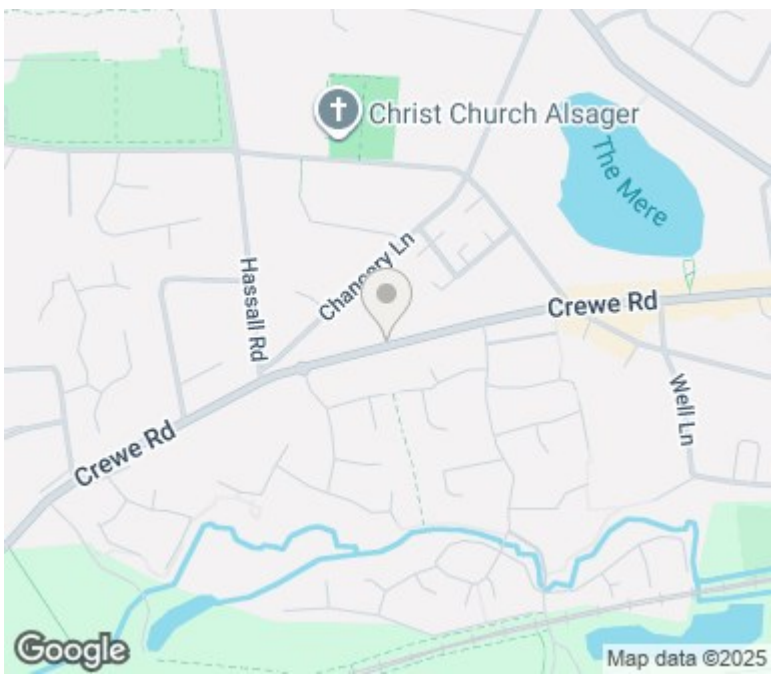 Christ Church Alsager
The Mere
Chancery Ln
Hassall Rd
Crewe Rd
Well Ln
Crewe Rd
Google
Map data ©2025